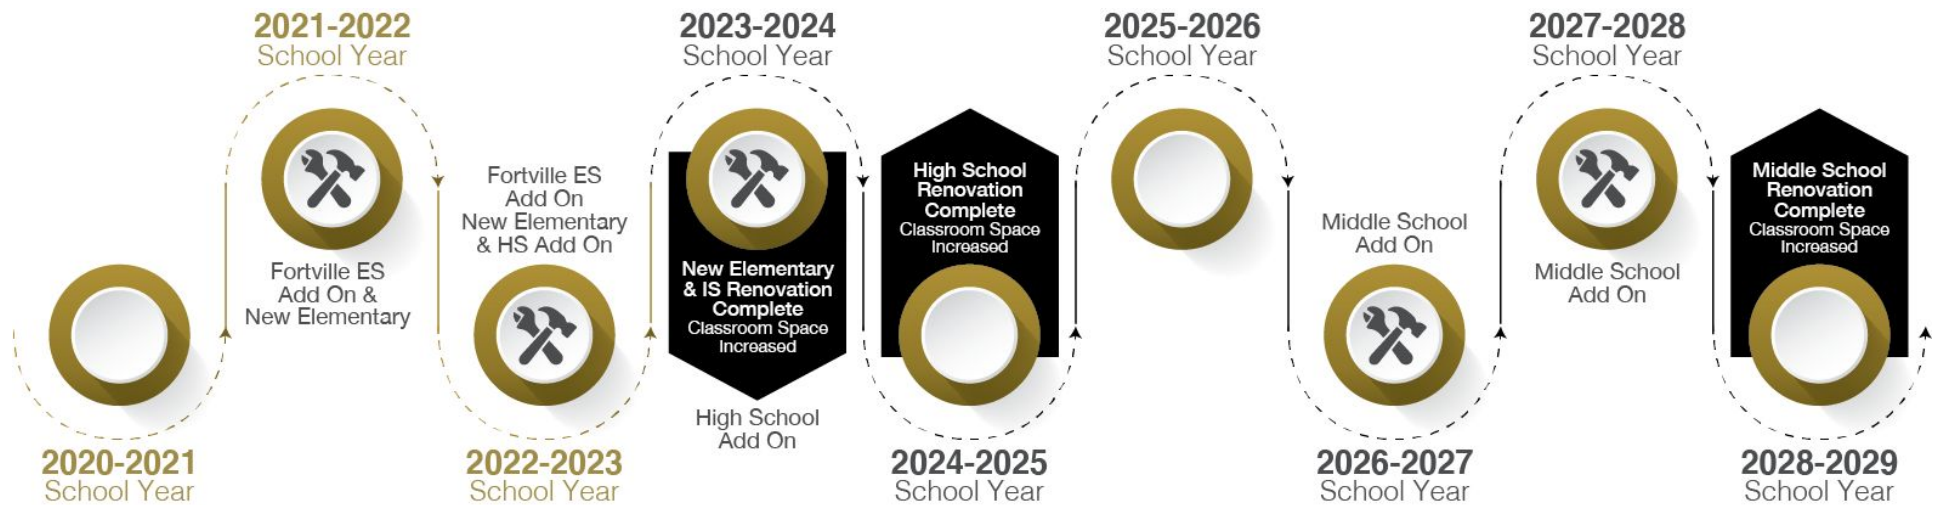 2020-2021
School Year
2021-2022
School Year
Fortville ES
Add On &
New Elementary
Fortville ES
Add On
New Elementary
& HS Add On
2022-2023
School Year
2023-2024
School Year
New Elementary
& IS Renovation
Complete
Classroom Space
Increased
High School
Add On
High School
Renovation
Complete
Classroom Space
Increased
2024-2025
School Year
2025-2026
School Year
Middle School
Add On
2026-2027
School Year
2027-2028
School Year
Middle School
Add On
Middle School
Renovation
Complete
Classroom Space
Increased
2028-2029
School Year